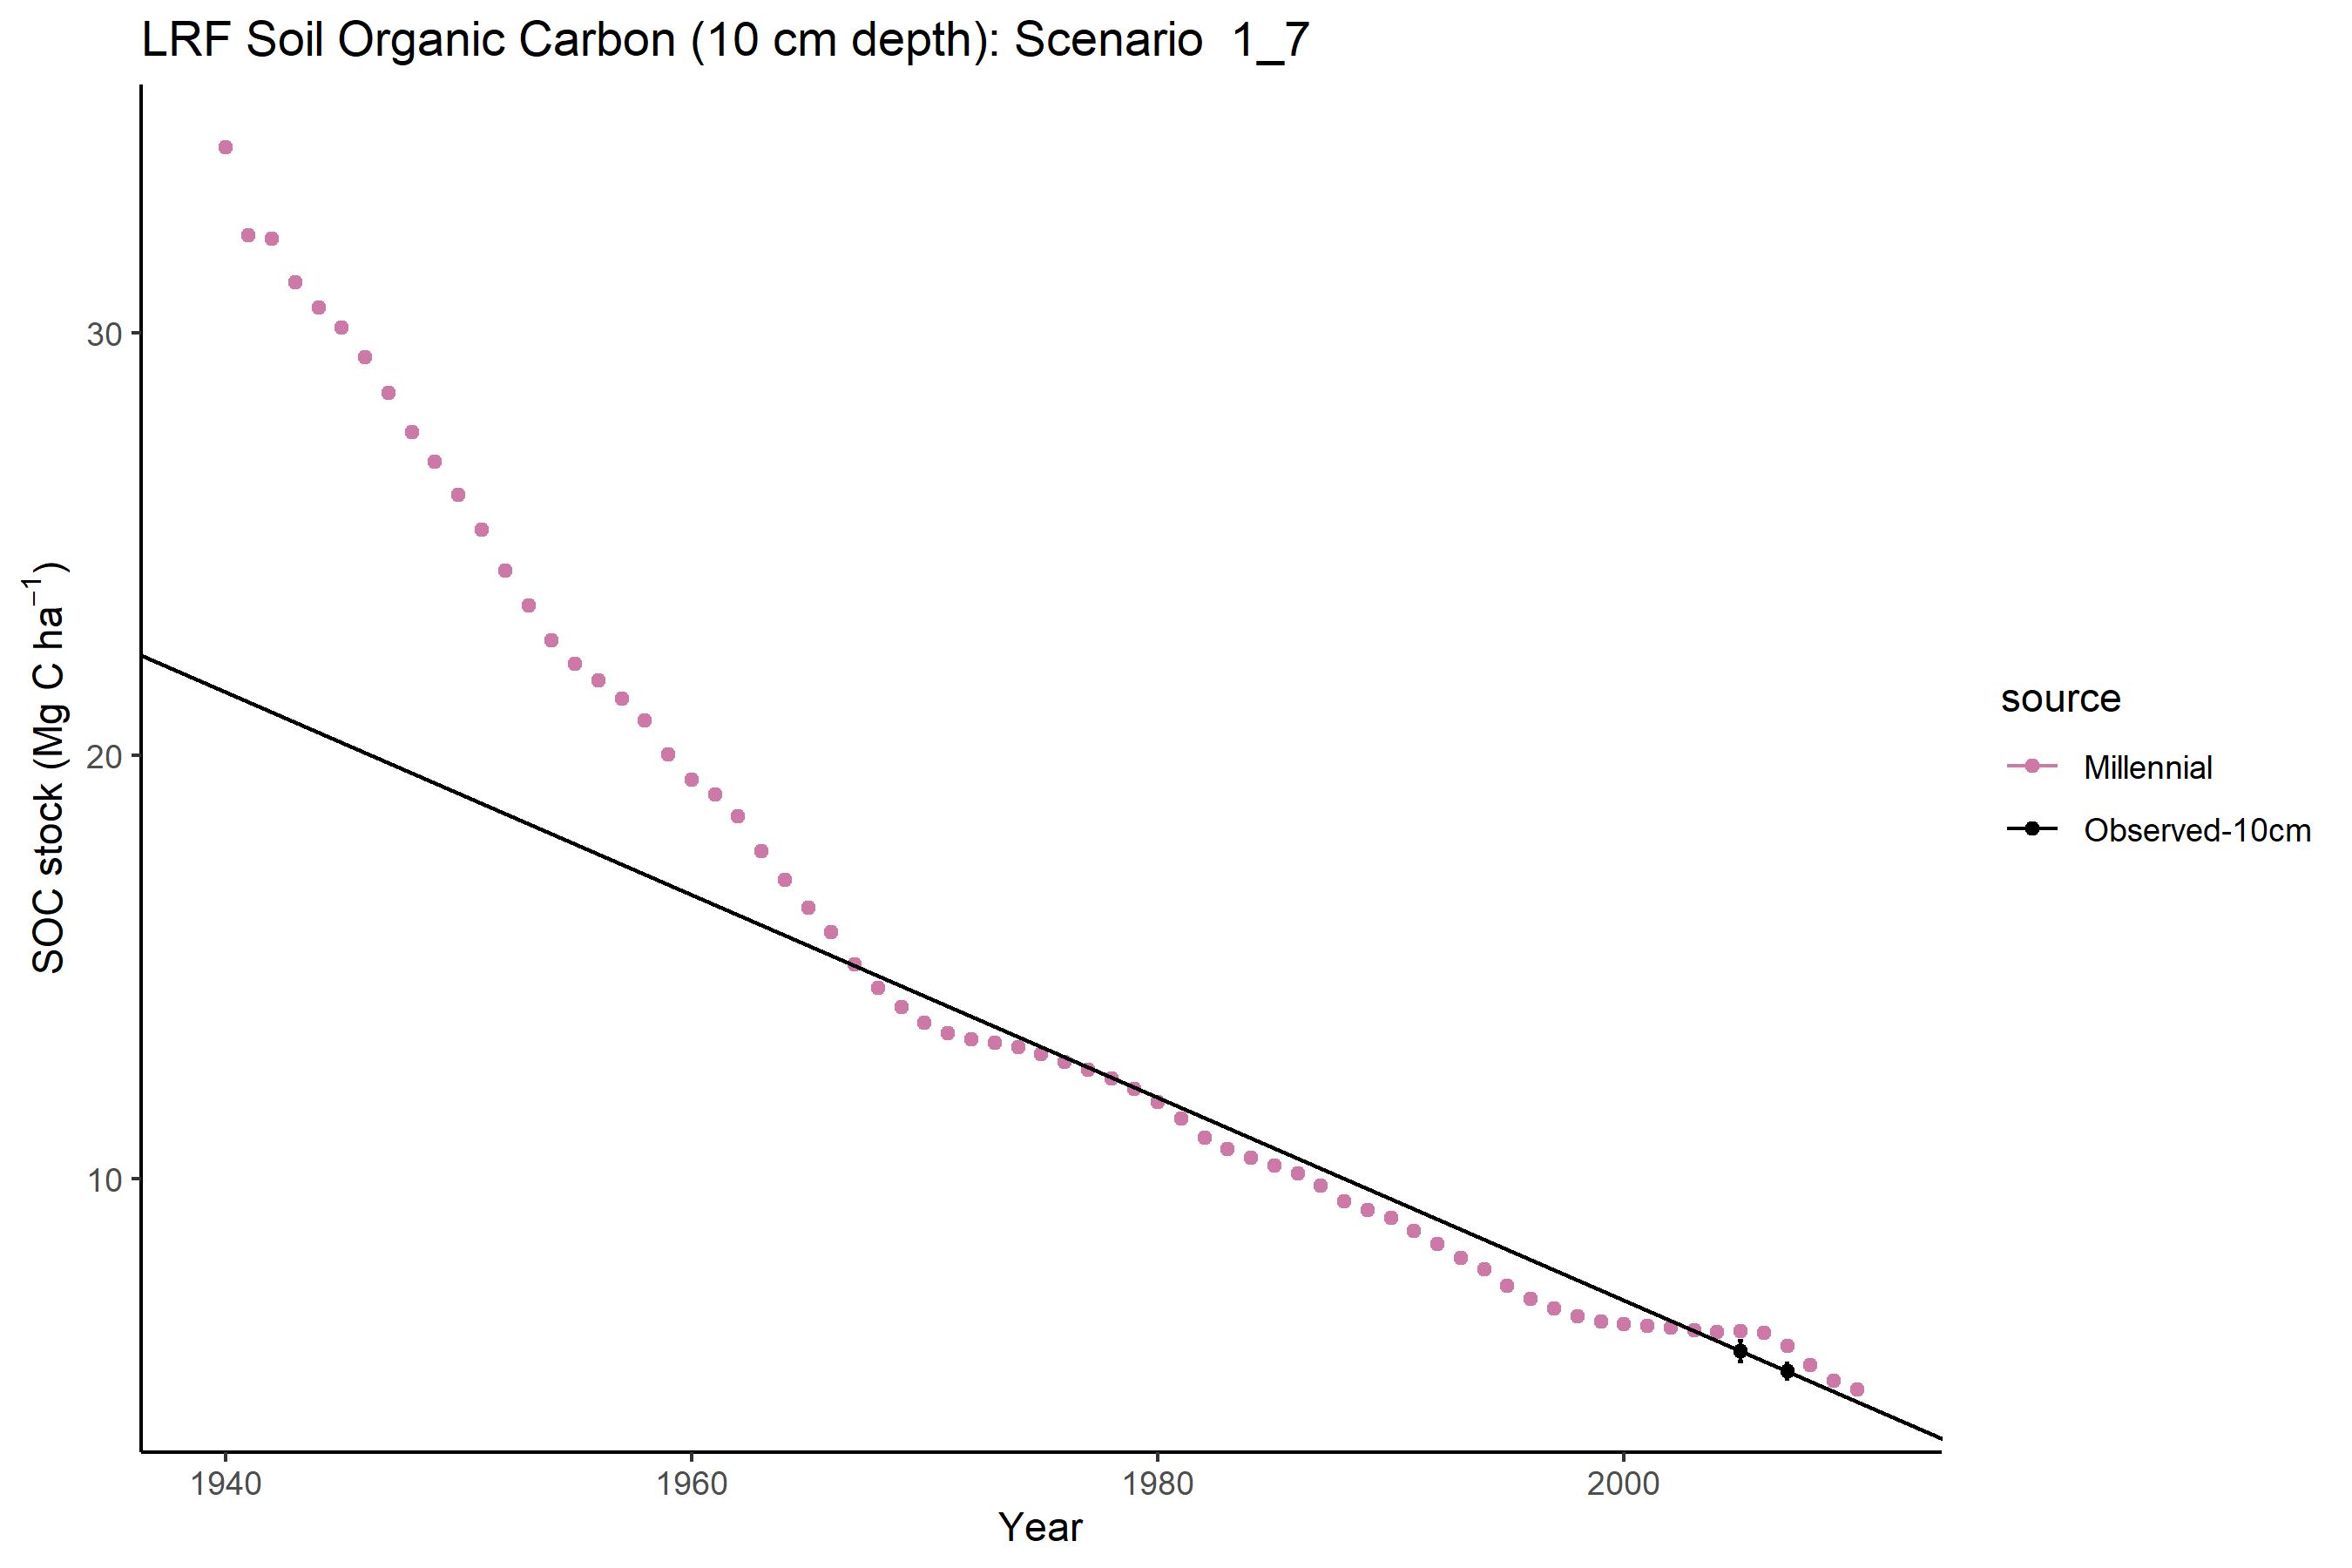 LRF Soil Organic Carbon (10 cm depth): Scenario  1_7
SOC stock (Mg C ha⁻¹)
30
20
10
1940
1960
1980
2000
Year
source
Millennial
Observed-10cm